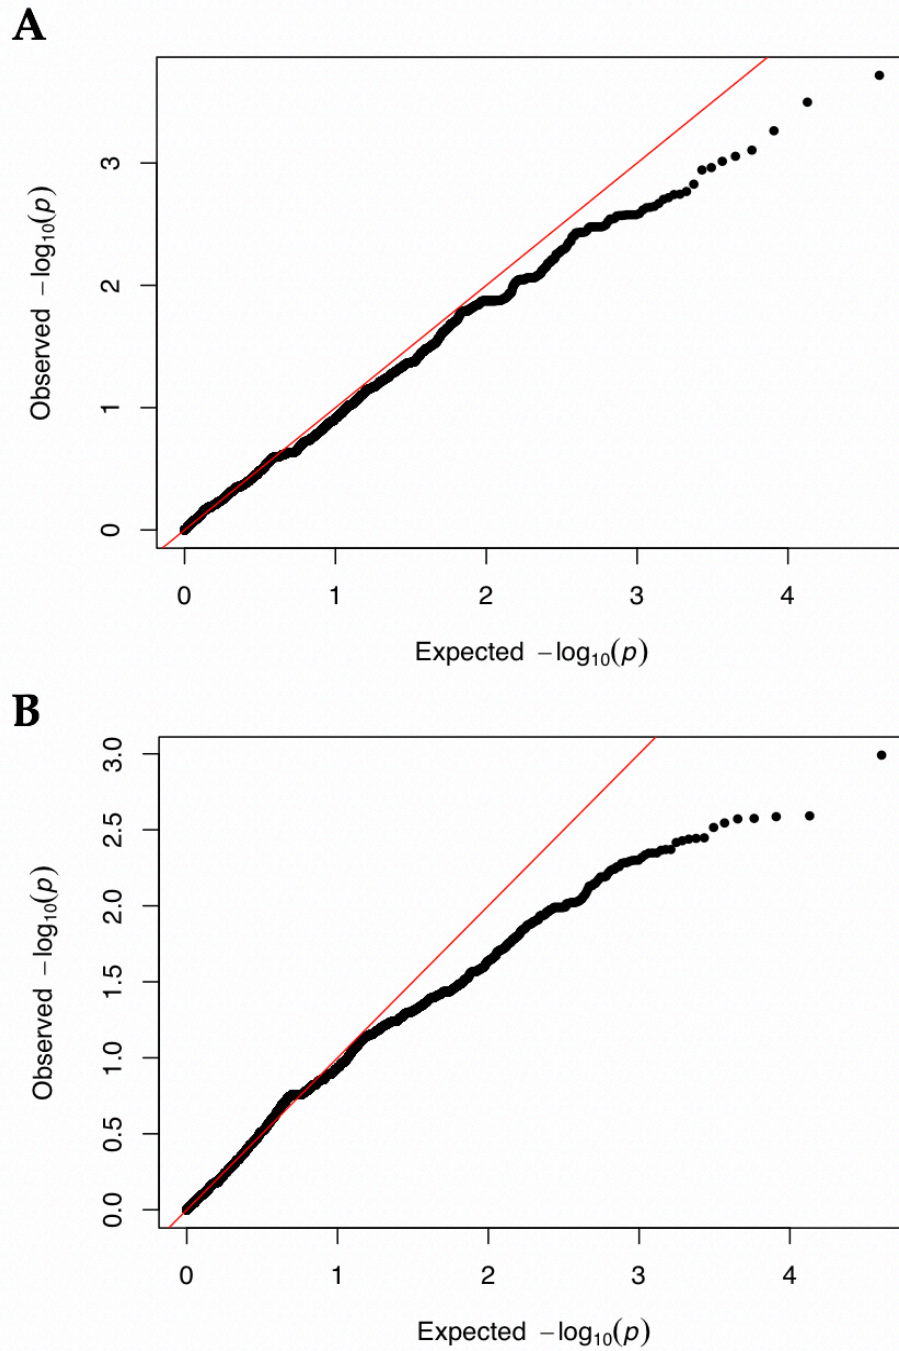 A
Observed −log10(p)
3
2
1
0
0 1 2 3 4
Expected −log10(p)
B
Observed −log10(p)
3.0
2.5
2.0
1.5
1.0
0.5
0.0
0 1 2 3 4
Expected −log10(p)